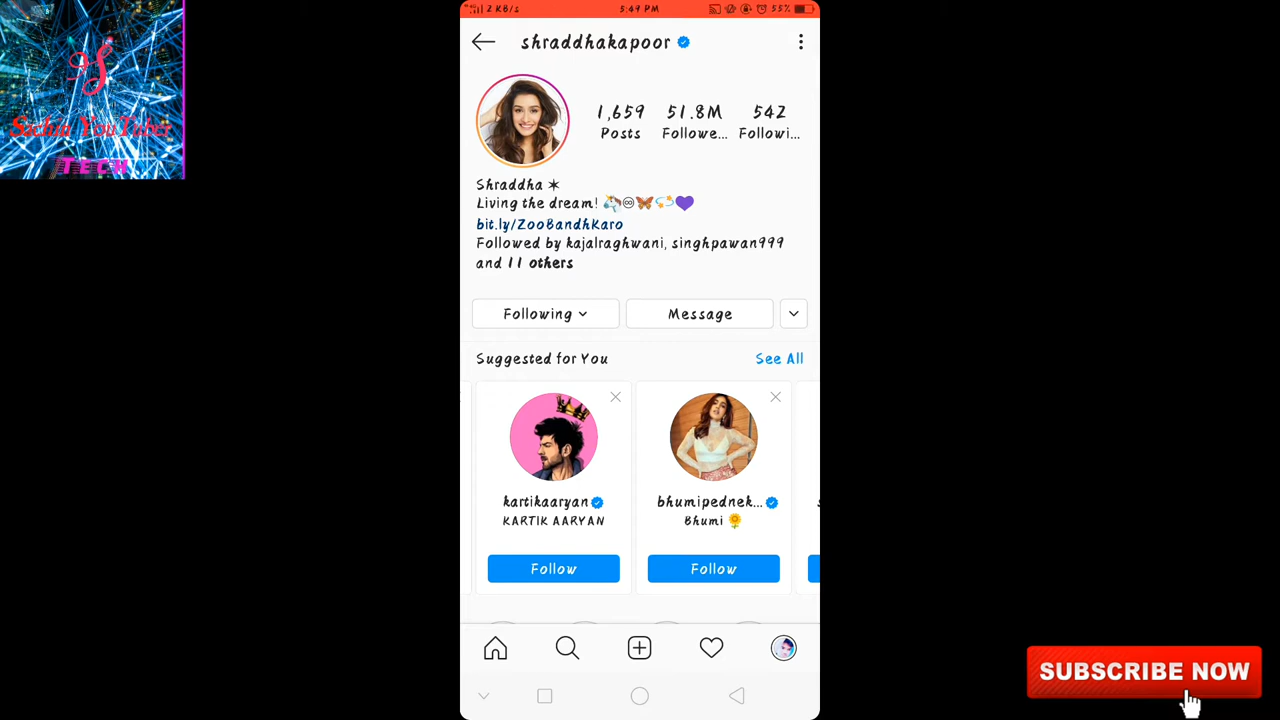 2 KB/s
5:49 PM
55%
shraddhakapoor
1,659 51.8M 542
Posts Followe... Followi...
Shraddha ✶
Living the dream! 🦄♾🦋💫💜
bit.ly/ZooBandhKaro
Followed by kajalraghwani, singhpawan999
and 11 others
Following
Message
Suggested for You
See All
kartikaaryan
KARTIK AARYAN
Follow
bhumipednek...
Bhumi 🌻
Follow
Sachin YouTuber
TECH
SUBSCRIBE NOW